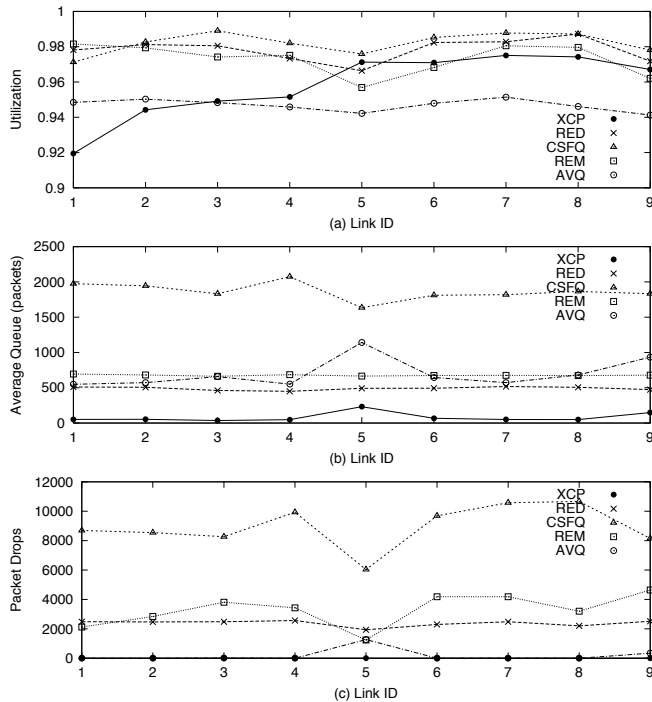 1
0.98
0.96
0.94
0.92
0.9
Utilization
XCP
RED
CSFQ
REM
AVQ
1 2 3 4 5 6 7 8 9
(a) Link ID
2500
2000
1500
1000
500
0
Average Queue (packets)
XCP
RED
CSFQ
REM
AVQ
1 2 3 4 5 6 7 8 9
(b) Link ID
12000
10000
8000
6000
4000
2000
0
Packet Drops
XCP
RED
CSFQ
REM
AVQ
1 2 3 4 5 6 7 8 9
(c) Link ID